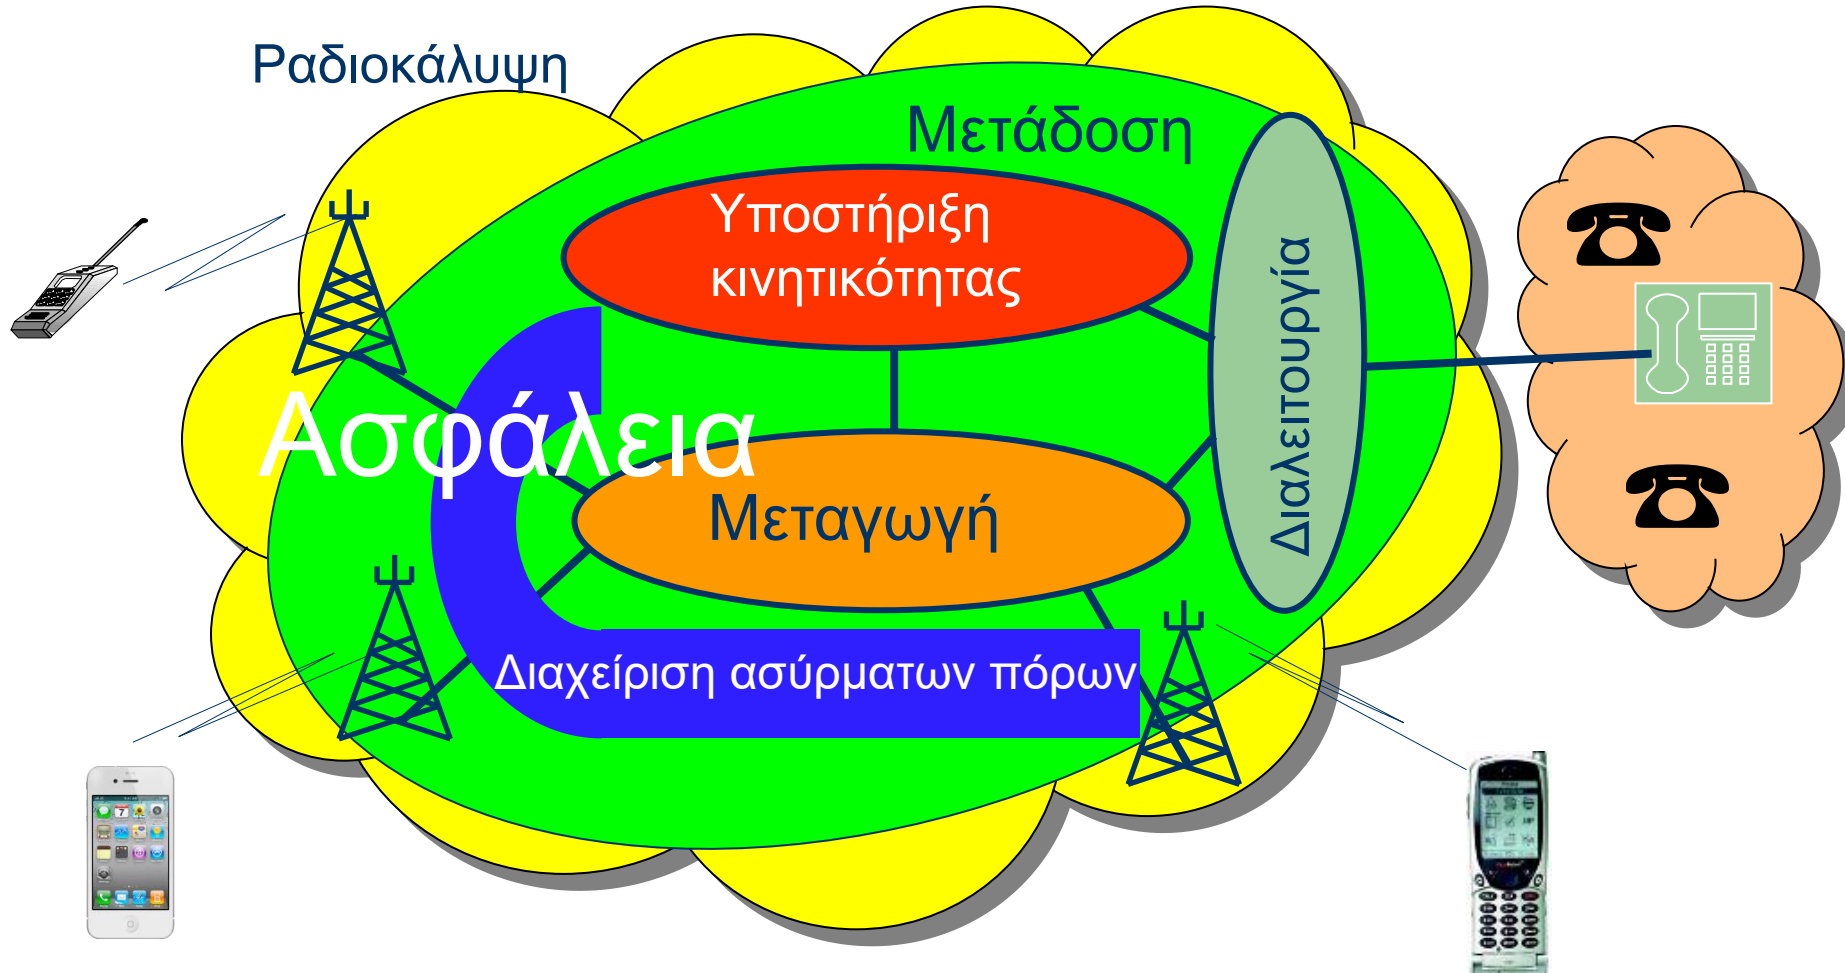 Ραδιοκάλυψη
Μετάδοση
Υποστήριξη
κινητικότητας
Διαλειτουργία
Ασφάλεια
Μεταγωγή
Διαχείριση ασύρματων πόρων